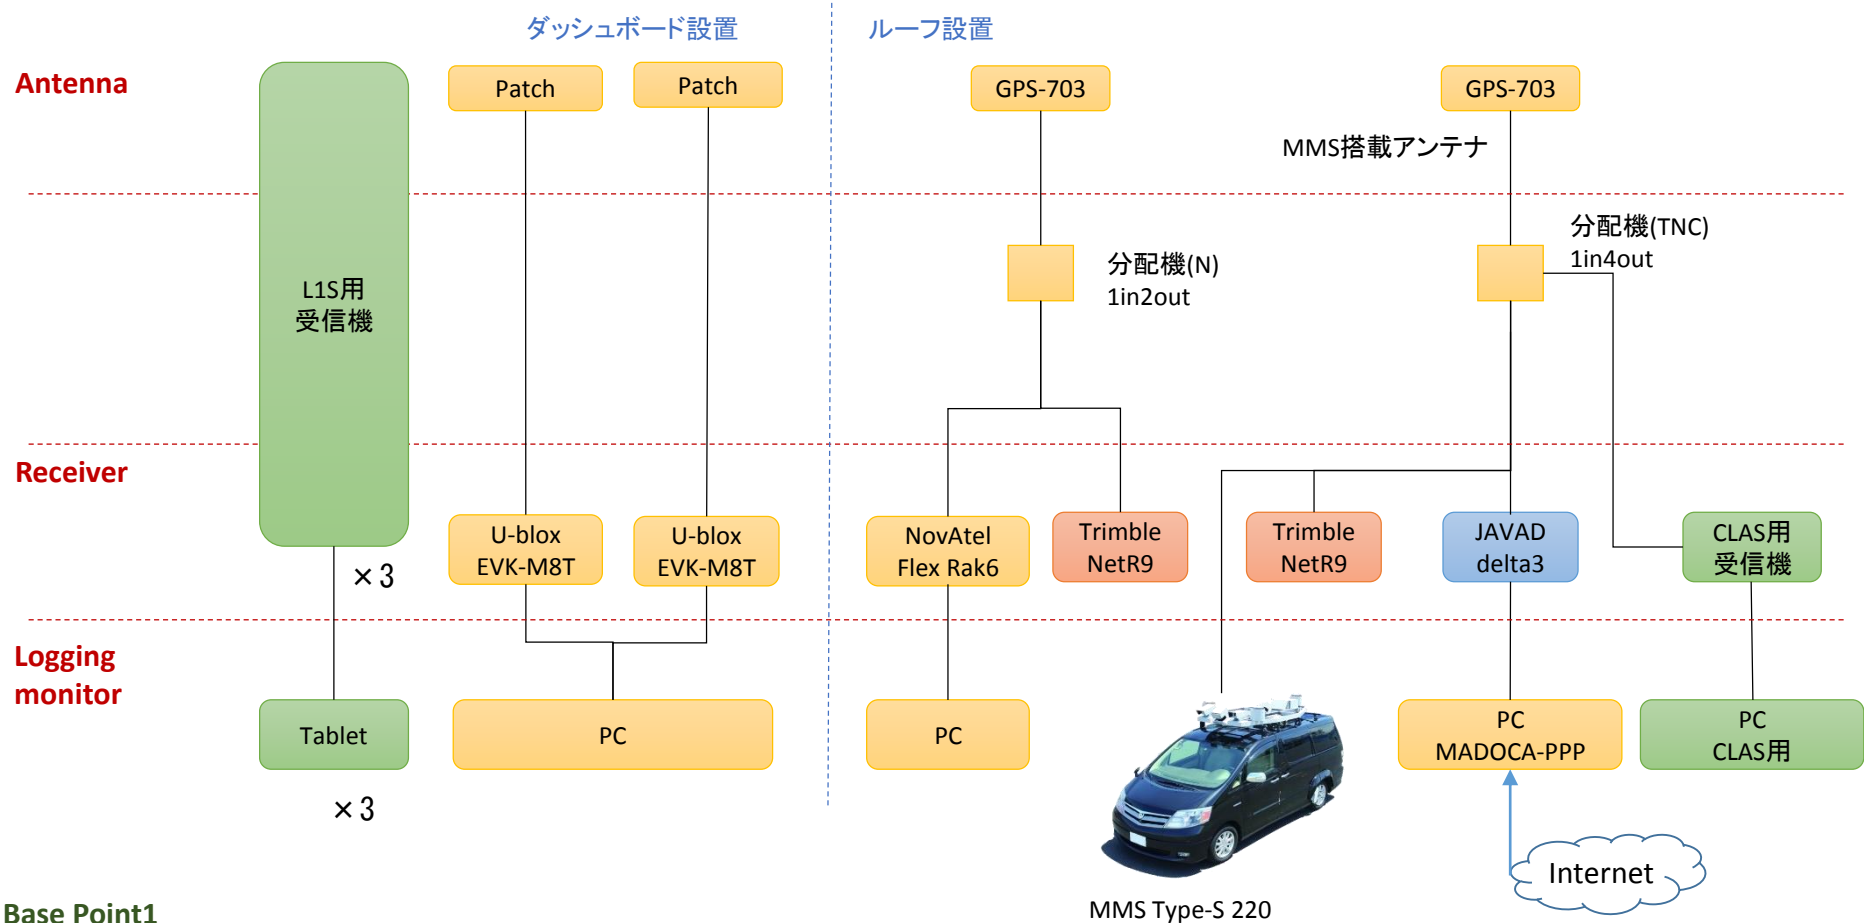 ダッシュボード設置
ルーフ設置
Antenna
Patch
Patch
GPS-703
GPS-703
MMS搭載アンテナ
分配機(N)
1in2out
分配機(TNC)
1in4out
L1S用
受信機
×3
Receiver
U-blox
EVK-M8T
U-blox
EVK-M8T
NovAtel
Flex Rak6
Trimble
NetR9
Trimble
NetR9
JAVAD
delta3
CLAS用
受信機
Logging
monitor
Tablet
×3
PC
PC
PC
MADOCA-PPP
PC
CLAS用
Internet
MMS Type-S 220
Base Point1